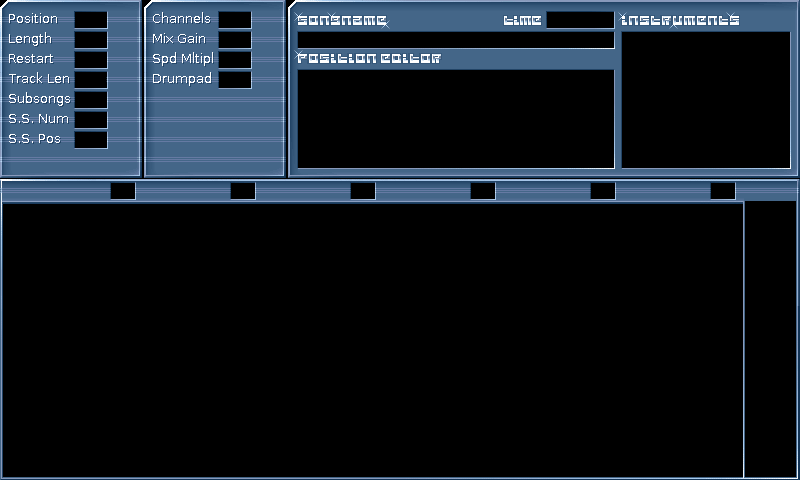 Position
Length
Restart
Track Len
Subsongs
S.S. Num
S.S. Pos
Channels
Mix Gain
Spd Mltipl
Drumpad
songname
time
instruments
position editor